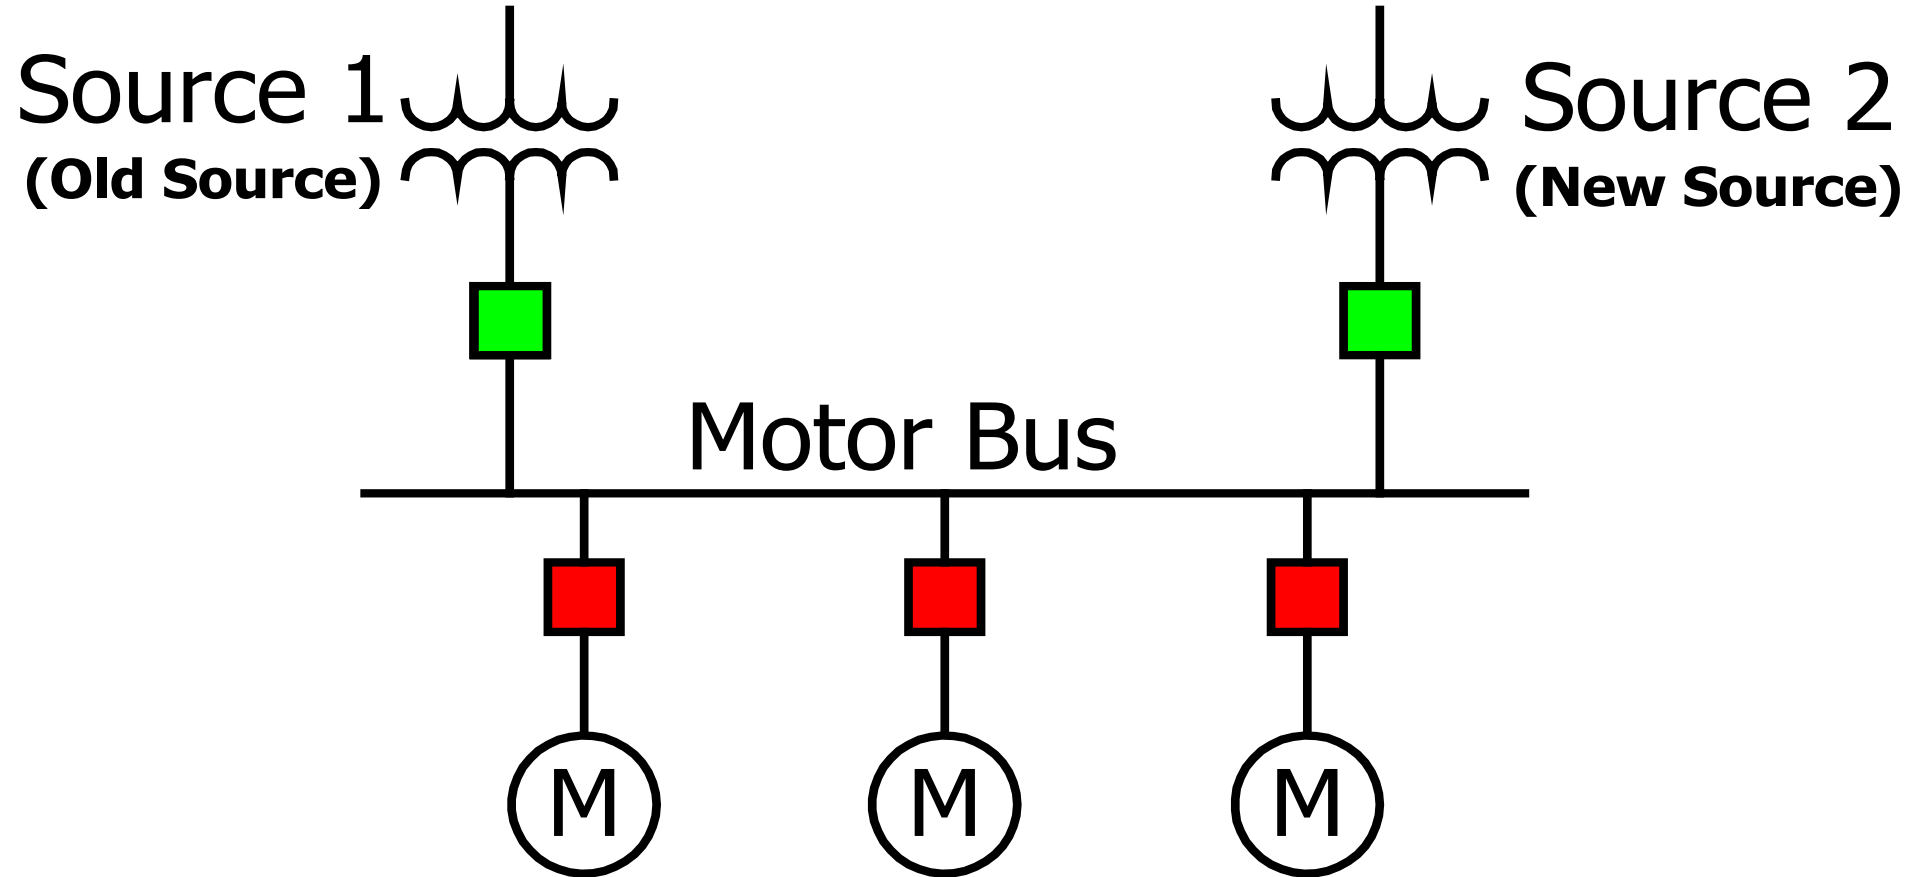 Source 1
(Old Source)
Source 2
(New Source)
Motor Bus
M
M
M